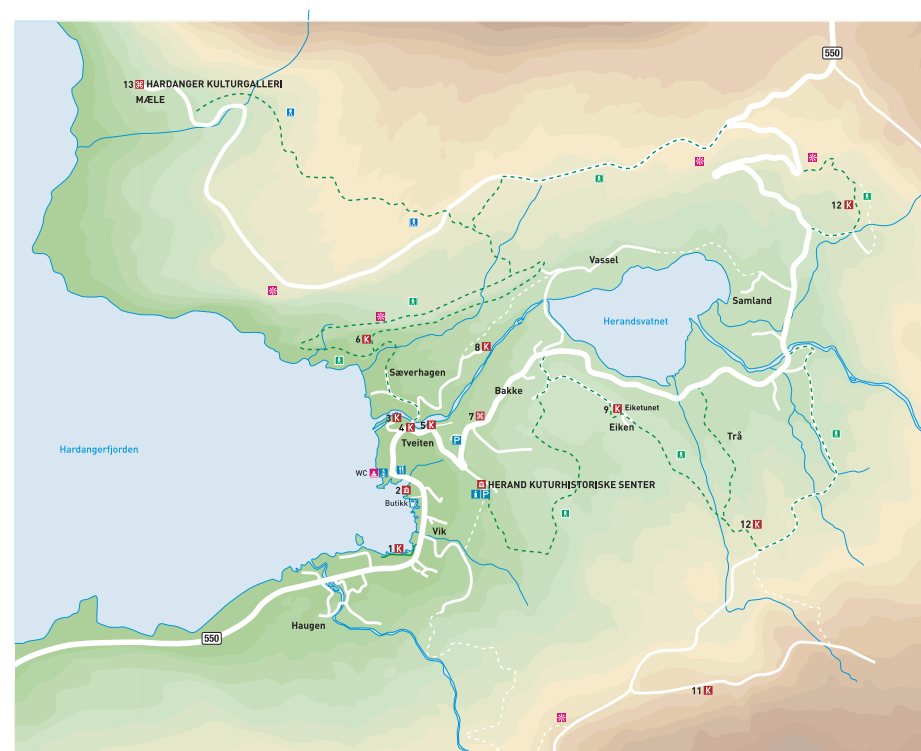 550
13 HARDANGER KULTURGALLERI
MÆLE
12 K
Vassel
Samland
Herandsvatnet
6 K
8 K
Sæverhagen
Bakke
3 K
4 K
5 K
7
9 K Eiketunet
Eiken
Tveiten
P
Trå
Hardangerfjorden
WC
HERAND KUTURHISTORISKE SENTER
P
2
Butikk
12 K
Vik
1 K
Haugen
550
11 K